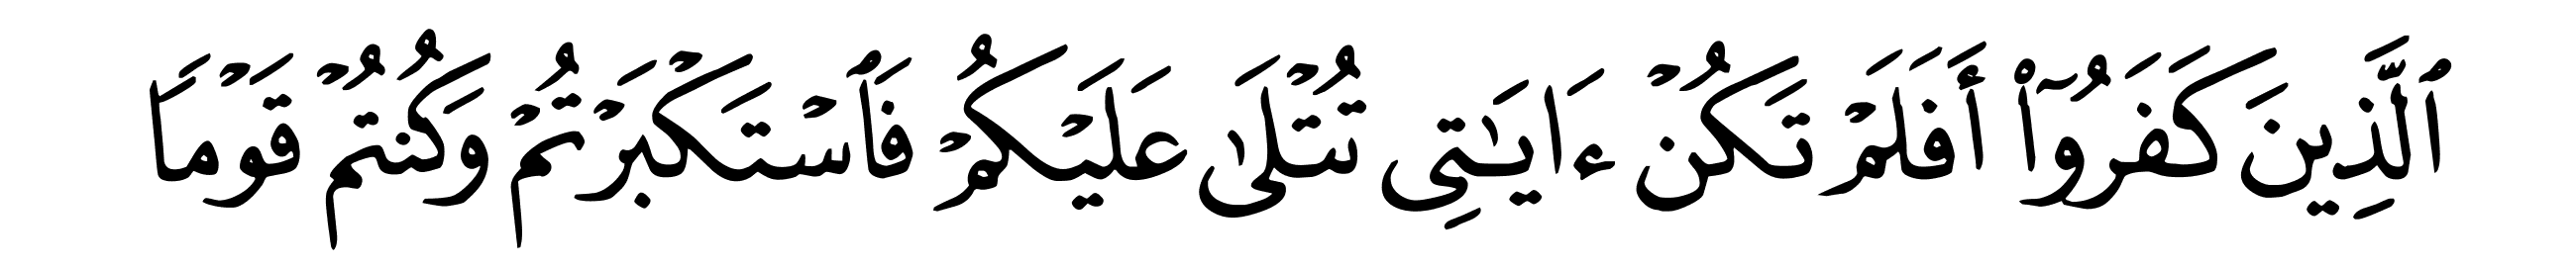 ٱلَّذِينَ كَفَرُوٓا۟ أَفَلَمْ تَكُنْ ءَايَـٰتِى تُتْلَىٰ عَلَيْكُمْ فَٱسْتَكْبَرْتُمْ وَكُنتُمْ قَوْمًا